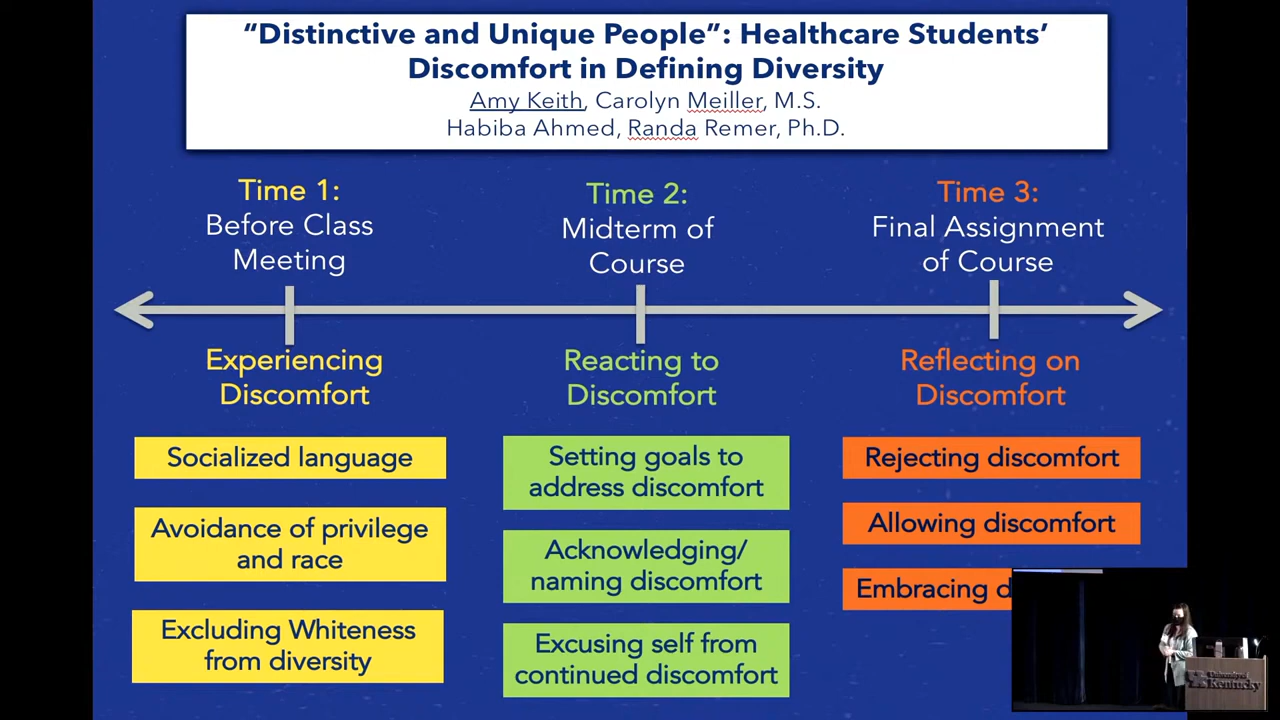 “Distinctive and Unique People”: Healthcare Students’
Discomfort in Defining Diversity
Amy Keith, Carolyn Meiller, M.S.
Habiba Ahmed, Randa Remer, Ph.D.
Time 1:
Before Class
Meeting
Time 2:
Midterm of
Course
Time 3:
Final Assignment
of Course
Experiencing
Discomfort
Reacting to
Discomfort
Reflecting on
Discomfort
Socialized language
Avoidance of privilege
and race
Excluding Whiteness
from diversity
Setting goals to
address discomfort
Acknowledging/
naming discomfort
Excusing self from
continued discomfort
Rejecting discomfort
Allowing discomfort
Embracing d
Kentucky